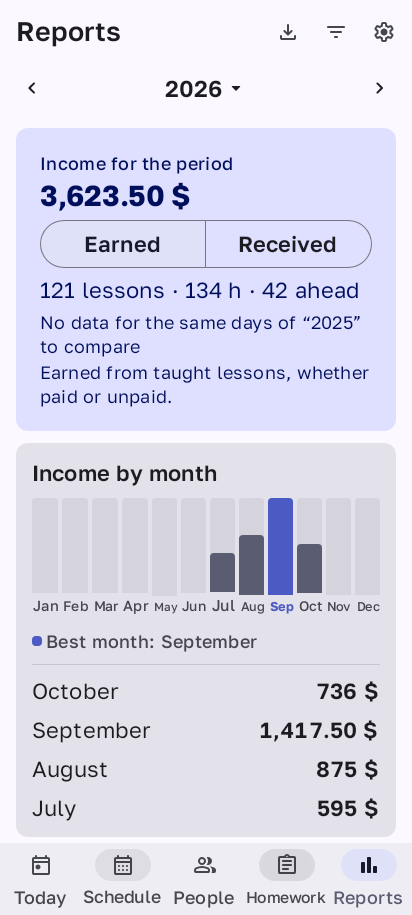 Reports
2026
Income for the period
3,623.50 $
Earned Received
121 lessons · 134 h · 42 ahead
No data for the same days of “2025”
to compare
Earned from taught lessons, whether
paid or unpaid.
Income by month
Jan Feb Mar Apr May Jun Jul Aug Sep Oct Nov Dec
Best month: September
October 736 $
September 1,417.50 $
August 875 $
July 595 $
Today Schedule People Homework Reports